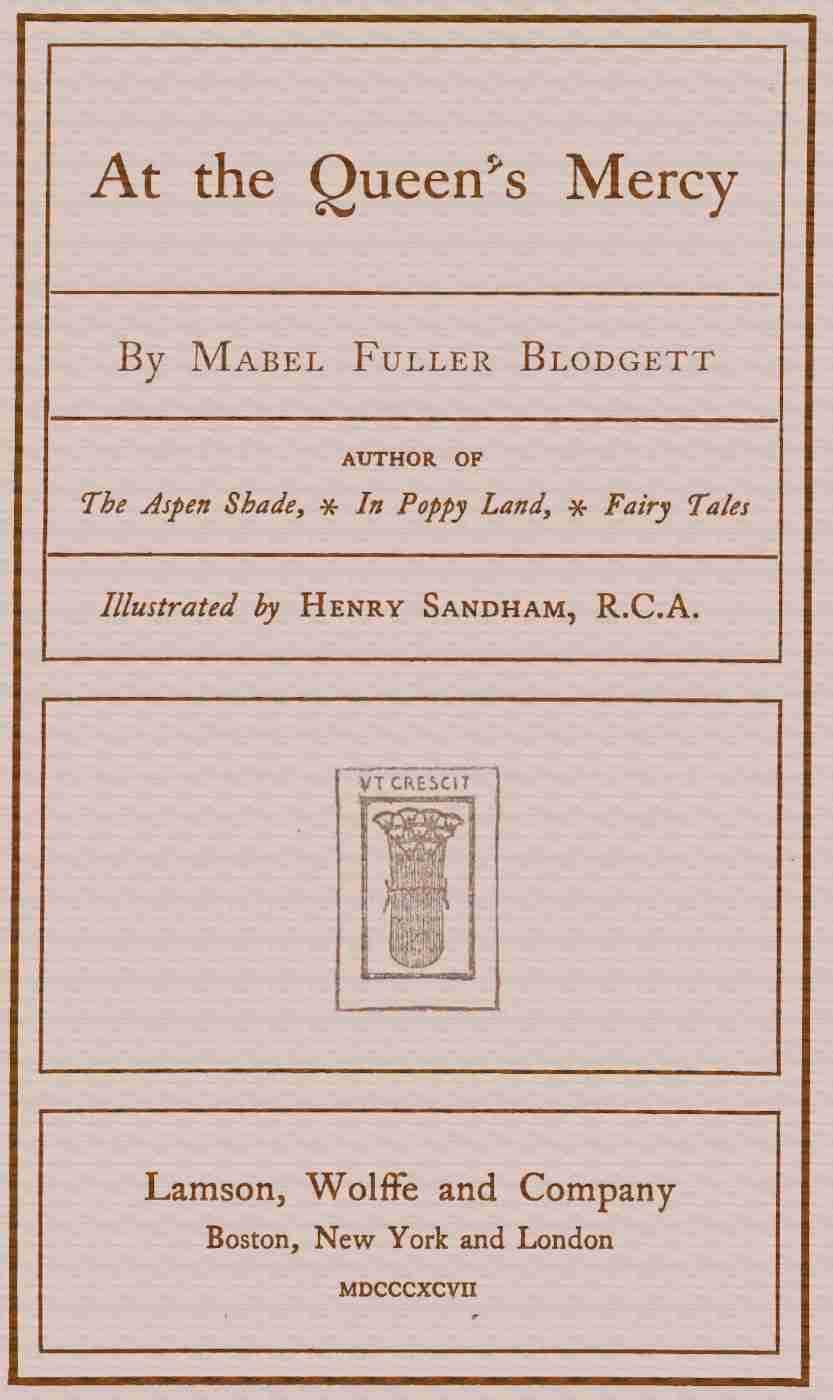 At the Queen's Mercy
By MABEL FULLER BLODGETT
AUTHOR OF
The Aspen Shade, * In Poppy Land, * Fairy Tales
Illustrated by HENRY SANDHAM, R.C.A.
VT CRESCIT
Lamson, Wolffe and Company
Boston, New York and London
MDCCCXCVII